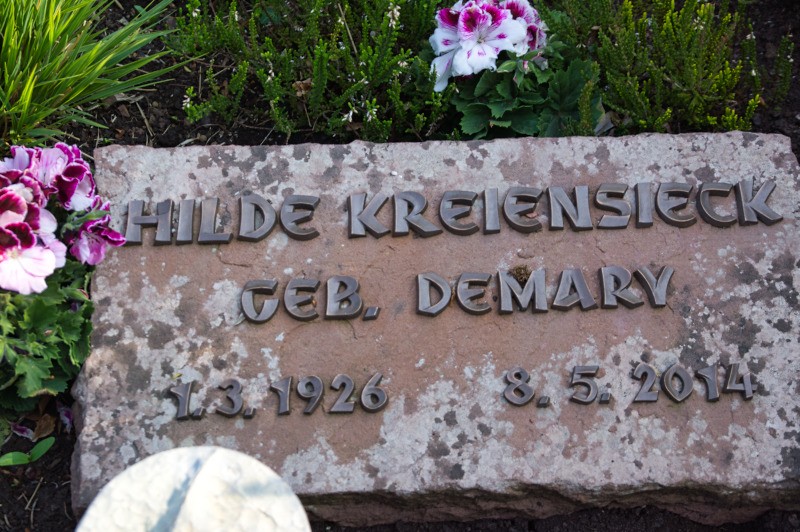 HILDE KREIENSIECK
GEB. DEMARY
1.3.1926 8.5.2014